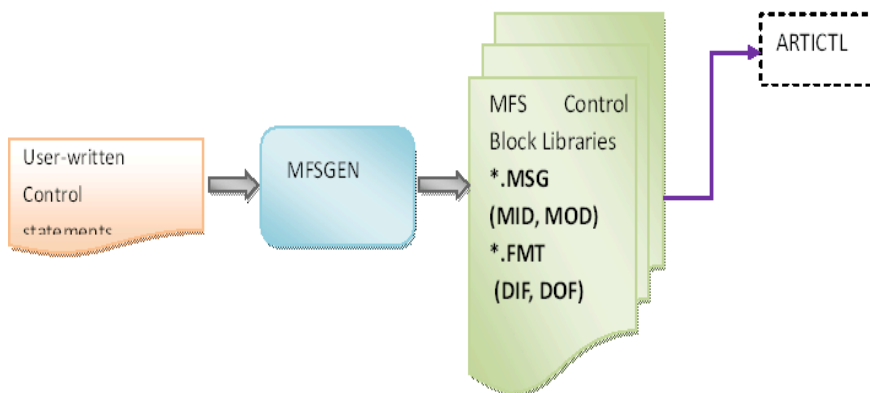 User-written
Control
statements
MFSGEN
MFS Control
Block Libraries
*.MSG
(MID, MOD)
*.FMT
(DIF, DOF)
ARTICTL